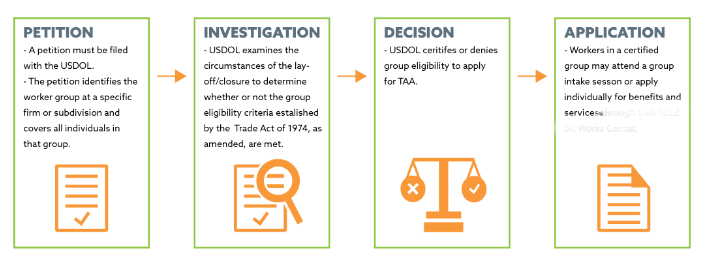 PETITION
- A petition must be filed
with the USDOL.
- The petition identifies the
worker group at a specific
firm or subdivision and
covers all individuals in
that group.
INVESTIGATION
- USDOL examines the
circumstances of the lay-
off/closure to determine
whether or not the group
eligibility criteria estalished
by the Trade Act of 1974, as
amended, are met.
DECISION
- USDOL ceritifes or denies
group eligibility to apply
for TAA.
APPLICATION
- Workers in a certified
group may attend a group
intake sesson or apply
individually for benefits and
services